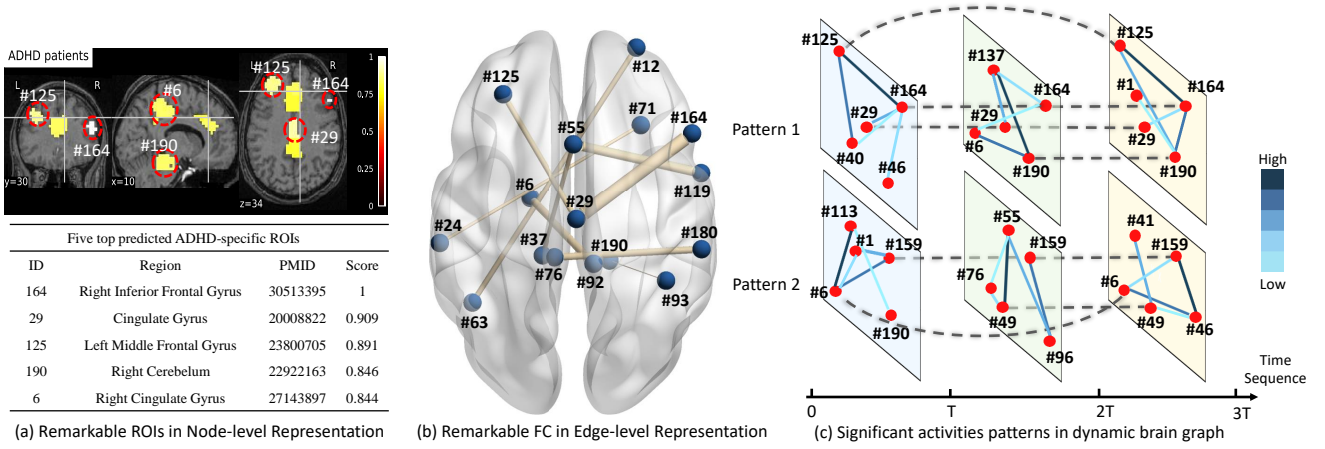 ADHD patients
L
R
#125
#164
y=30
#6
#190
x=10
L
R
#125
#164
#29
z=34
1
0.75
0.5
0.25
0
Five top predicted ADHD-specific ROIs
ID Region PMID Score
164 Right Inferior Frontal Gyrus 30513395 1
29 Cingulate Gyrus 20008822 0.909
125 Left Middle Frontal Gyrus 23800705 0.891
190 Right Cerebelum 22922163 0.846
6 Right Cingulate Gyrus 27143897 0.844
(a) Remarkable ROIs in Node-level Representation
#12
#125
#71
#55
#164
#119
#6
#29
#24
#37
#190
#180
#76
#92
#93
#63
(b) Remarkable FC in Edge-level Representation
Pattern 1
#125
#164
#29
#40
#46
#137
#164
#29
#6
#190
#125
#1
#164
#29
#190
Pattern 2
#113
#1
#159
#6
#190
#55
#159
#76
#49
#96
#41
#159
#6
#49
#46
High
Low
Time
Sequence
0
T
2T
3T
(c) Significant activities patterns in dynamic brain graph